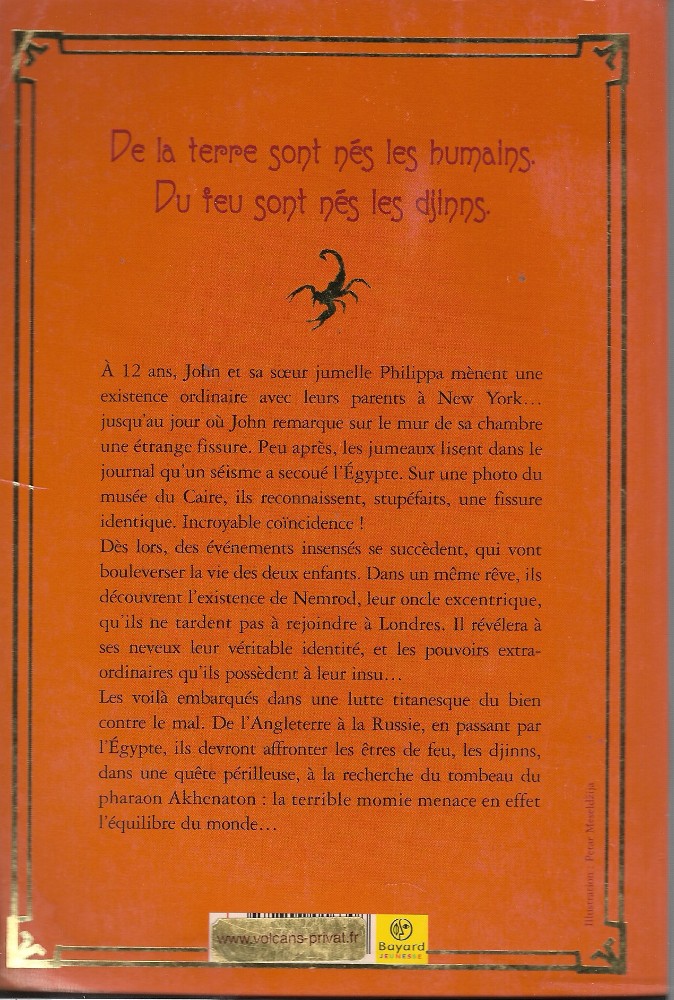 De la terre sont nés les humains.
Du feu sont nés les djinns.
À 12 ans, John et sa sœur jumelle Philippa mènent une
existence ordinaire avec leurs parents à New York…
jusqu'au jour où John remarque sur le mur de sa chambre
une étrange fissure. Peu après, les jumeaux lisent dans le
journal qu'un séisme a secoué l'Égypte. Sur une photo du
musée du Caire, ils reconnaissent, stupéfaits, une fissure
identique. Incroyable coïncidence !
Dès lors, des événements insensés se succèdent, qui vont
bouleverser la vie des deux enfants. Dans un même rêve, ils
découvrent l'existence de Nemrod, leur oncle excentrique,
qu'ils ne tardent pas à rejoindre à Londres. Il révélera à
ses neveux leur véritable identité, et les pouvoirs extra-
ordinaires qu'ils possèdent à leur insu…
Les voilà embarqués dans une lutte titanesque du bien
contre le mal. De l'Angleterre à la Russie, en passant par
l'Égypte, ils devront affronter les êtres de feu, les djinns,
dans une quête périlleuse, à la recherche du tombeau du
pharaon Akhenaton : la terrible momie menace en effet
l'équilibre du monde…
Illustration : Petar Meseldžija
www.volcans-privat.fr
Bayard
JEUNESSE